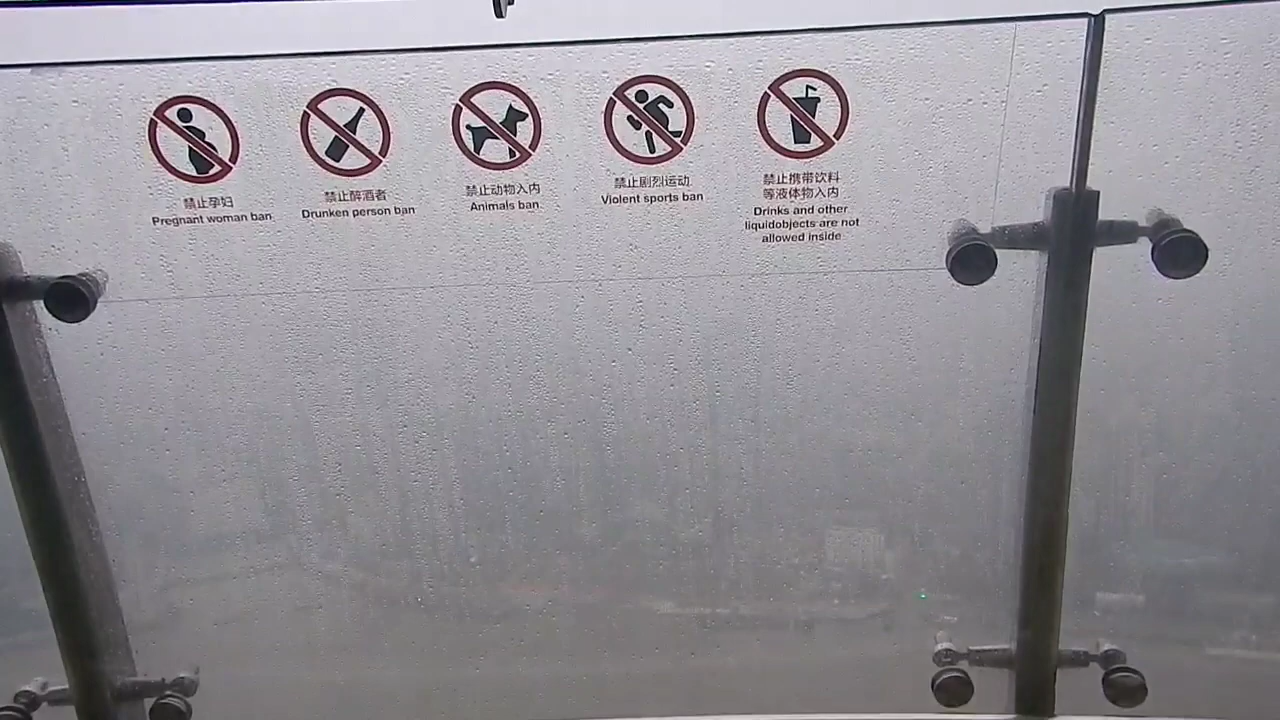 禁止孕妇
Pregnant woman ban
禁止醉酒者
Drunken person ban
禁止动物入内
Animals ban
禁止剧烈运动
Violent sports ban
禁止携带饮料
等液体物入内
Drinks and other
liquidobjects are not
allowed inside